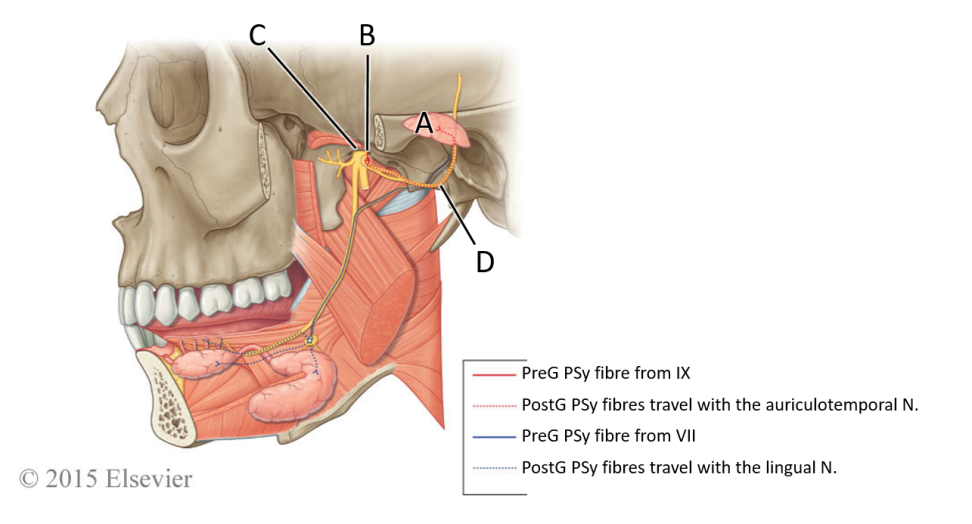 C
B
A
D
PreG PSy fibre from IX
PostG PSy fibres travel with the auriculotemporal N.
PreG PSy fibre from VII
PostG PSy fibres travel with the lingual N.
© 2015 Elsevier